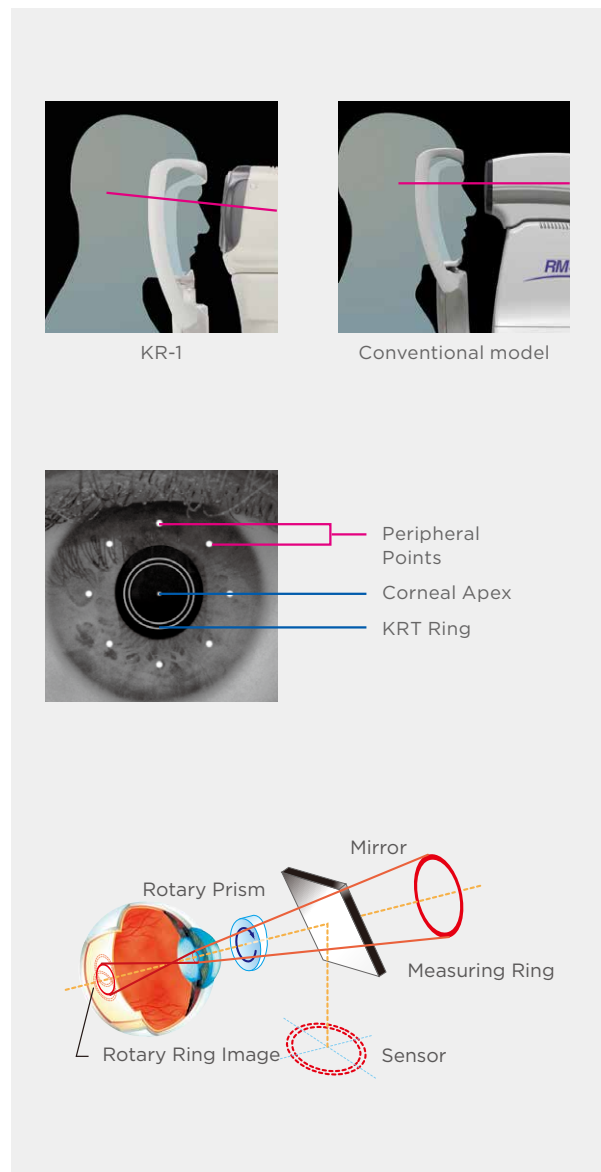 RM
KR-1
Conventional model
Peripheral
Points
Corneal Apex
KRT Ring
Mirror
Rotary Prism
Measuring Ring
Rotary Ring Image
Sensor